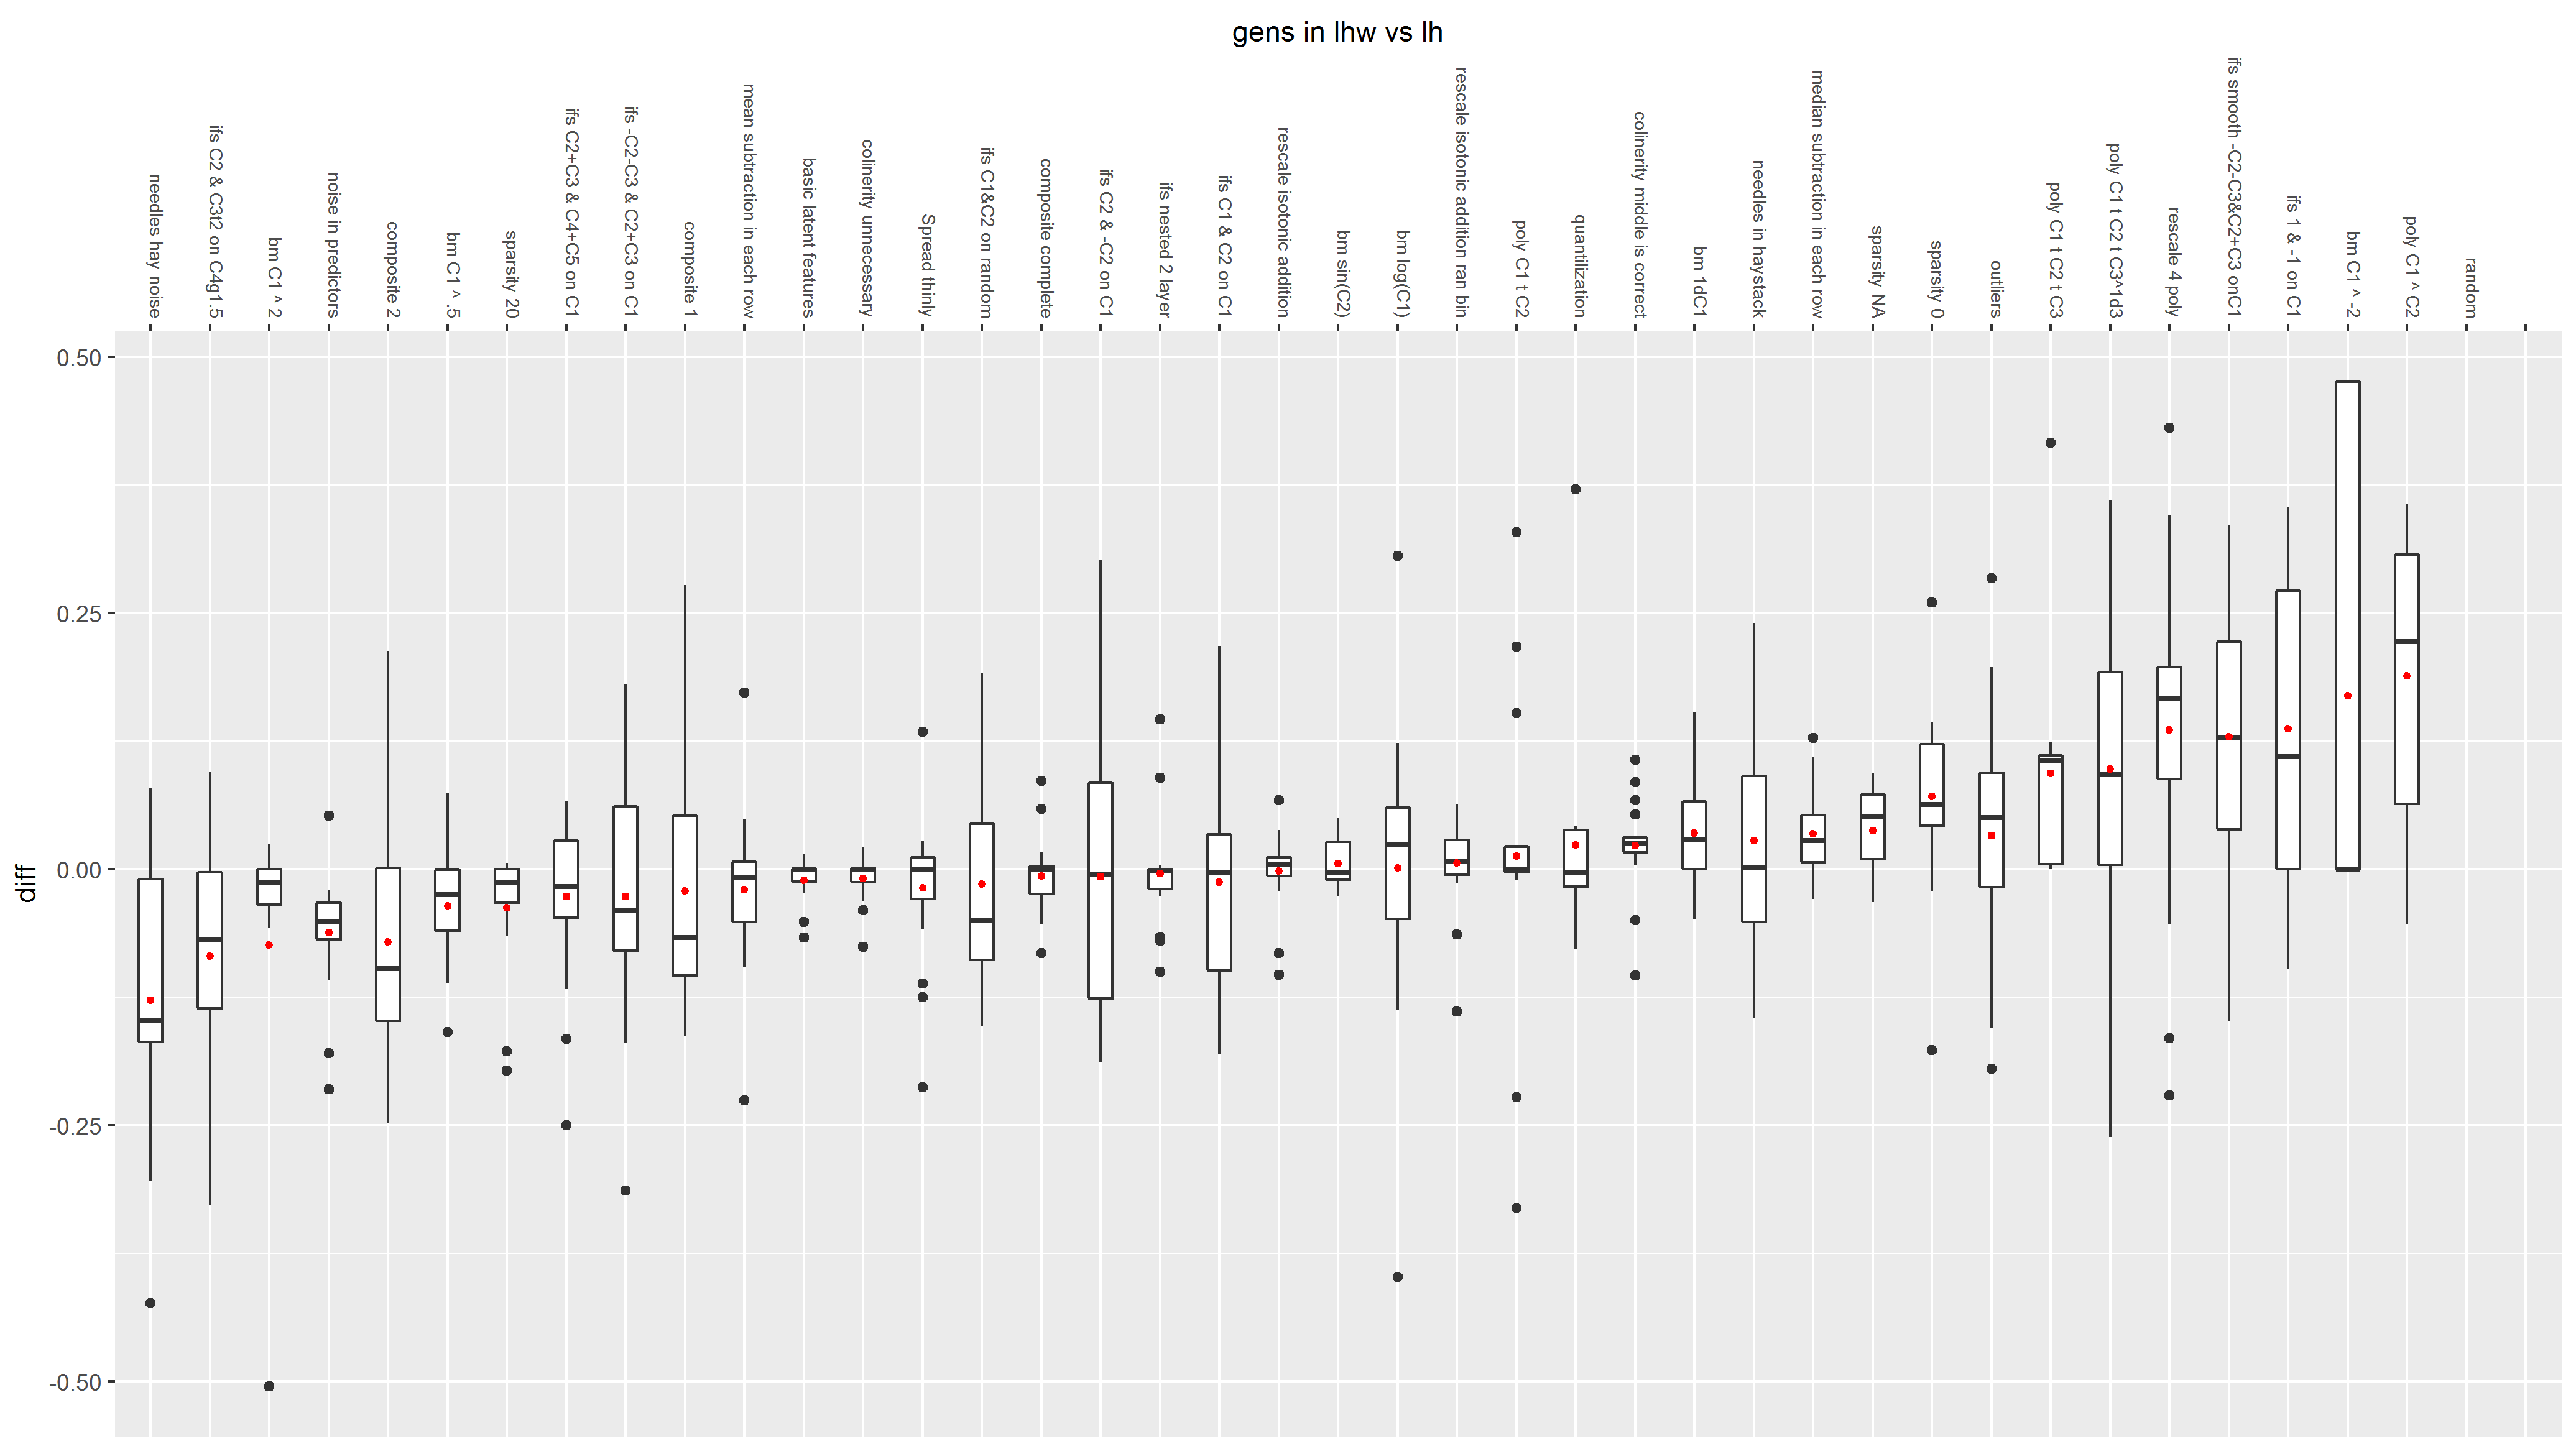 gens in lhw vs lh
needles hay noise
ifs C2 & C3t2 on C4g1.5
bm C1 ^ 2
noise in predictors
composite 2
bm C1 ^ .5
sparsity 20
ifs C2+C3 & C4+C5 on C1
ifs -C2-C3 & C2+C3 on C1
composite 1
mean subtraction in each row
basic latent features
colinerity unnecessary
Spread thinly
ifs C1&C2 on random
composite complete
ifs C2 & -C2 on C1
ifs nested 2 layer
ifs C1 & C2 on C1
rescale isotonic addition
bm sin(C2)
bm log(C1)
rescale isotonic addition ran bin
poly C1 t C2
quantilization
colinerity middle is correct
bm 1dC1
needles in haystack
median subtraction in each row
sparsity NA
sparsity 0
outliers
poly C1 t C2 t C3
poly C1 t C2 t C3^1d3
rescale 4 poly
ifs smooth -C2-C3&C2+C3 onC1
ifs 1 & -1 on C1
bm C1 ^ -2
poly C1 ^ C2
random
0.50
0.25
0.00
-0.25
-0.50
diff